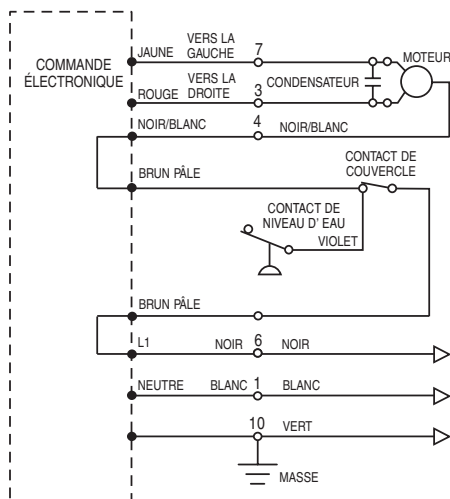 COMMANDE
ÉLECTRONIQUE
JAUNE
VERS LA
GAUCHE
7
MOTEUR
CONDENSATEUR
ROUGE
VERS LA
DROITE
3
NOIR/BLANC
4
NOIR/BLANC
BRUN PÂLE
CONTACT DE
COUVERCLE
CONTACT DE
NIVEAU D' EAU
VIOLET
BRUN PÂLE
L1
NOIR
6
NOIR
NEUTRE
BLANC
1
BLANC
10
VERT
MASSE